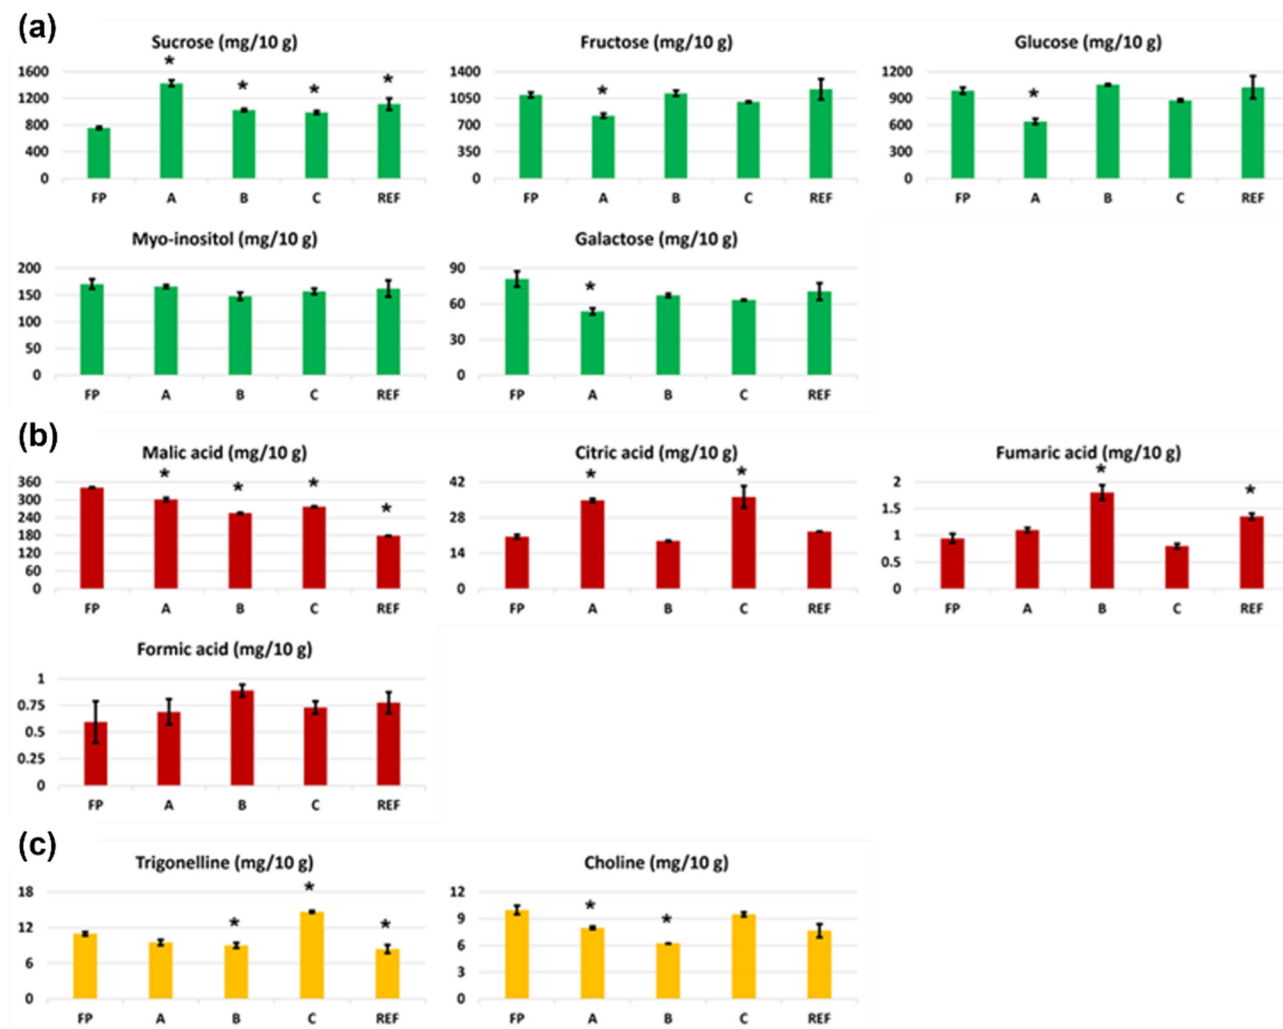 (a)
Sucrose (mg/10 g)
1600
1200
800
400
0
*
*
*
*
FP A B C REF
Fructose (mg/10 g)
1400
1050
700
350
0
*
FP A B C REF
Glucose (mg/10 g)
1200
900
600
300
0
*
FP A B C REF
Myo-inositol (mg/10 g)
200
150
100
50
0
FP A B C REF
Galactose (mg/10 g)
90
60
30
0
*
FP A B C REF
(b)
Malic acid (mg/10 g)
360
300
240
180
120
60
0
*
*
*
*
FP A B C REF
Citric acid (mg/10 g)
42
28
14
0
*
*
FP A B C REF
Fumaric acid (mg/10 g)
2
1.5
1
0.5
0
*
*
FP A B C REF
Formic acid (mg/10 g)
1
0.75
0.5
0.25
0
FP A B C REF
(c)
Trigonelline (mg/10 g)
18
12
6
0
*
*
*
FP A B C REF
Choline (mg/10 g)
12
9
6
3
0
*
*
FP A B C REF